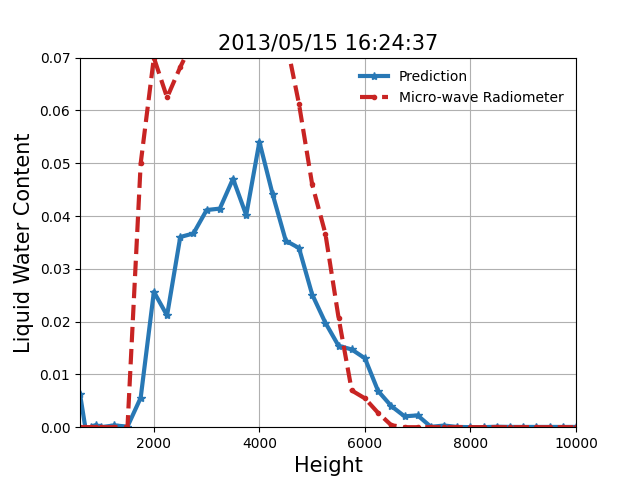 2013/05/15 16:24:37
Prediction
Micro-wave Radiometer
Liquid Water Content
0.07
0.06
0.05
0.04
0.03
0.02
0.01
0.00
2000 4000 6000 8000 10000
Height